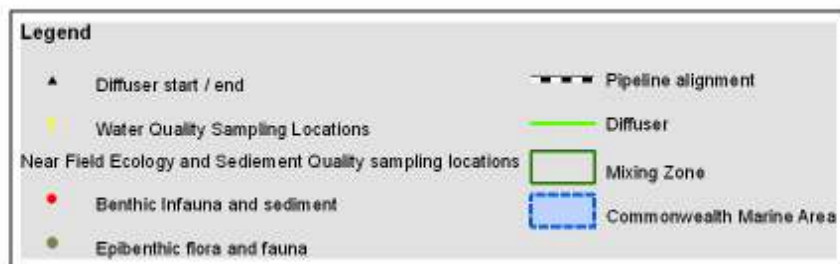 Legend
Diffuser start / end
Water Quality Sampling Locations
Near Field Ecology and Sediement Quality sampling locations
Benthic Infauna and sediment
Epibenthic flora and fauna
Pipeline alignment
Diffuser
Mixing Zone
Commonwealth Marine Area